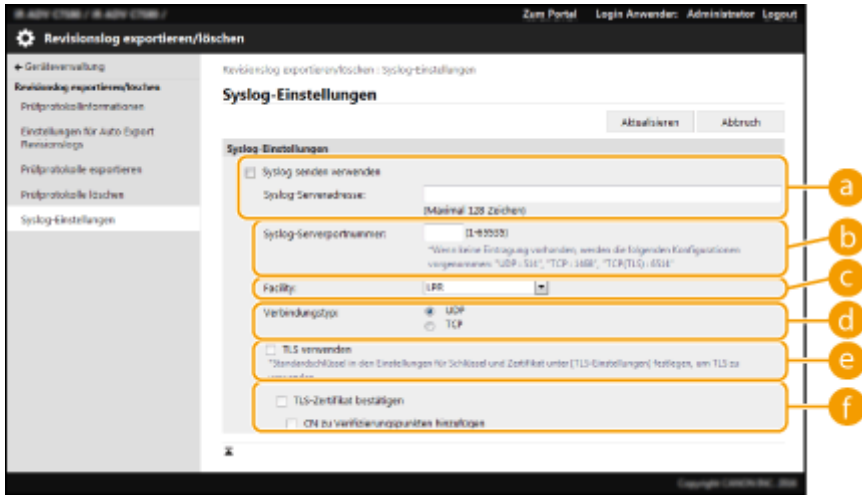 Zum Portal Login Anwender: Administrator Logout
Revisionslog exportieren/löschen
Geräteverwaltung
Revisionslog exportieren/löschen : Syslog-Einstellungen
Revisionslog exportieren/löschen
Syslog-Einstellungen
Prüfprotokollinformationen
Aktualisieren Abbruch
Einstellungen für Auto Export
Revisionslogs
Syslog-Einstellungen
Prüfprotokolle exportieren
Syslog senden verwenden
a
Prüfprotokolle löschen
Syslog-Serveradresse:
(Maximal 128 Zeichen)
Syslog-Einstellungen
Syslog-Serverportnummer:
(1-65535)
b
*Wenn keine Eintragung vorhanden, werden die folgenden Konfigurationen
vorgenommen: "UDP : 514", "TCP : 1468", "TCP(TLS) : 6514"
Facility:
LPR
c
Verbindungstyp:
UDP
d
TCP
TLS verwenden
e
*Standardschlüssel in den Einstellungen für Schlüssel und Zertifikat unter [TLS-Einstellungen] festlegen, um TLS zu
TLS-Zertifikat bestätigen
f
CN zu Verifizierungspunkten hinzufügen
Copyright CANON INC.